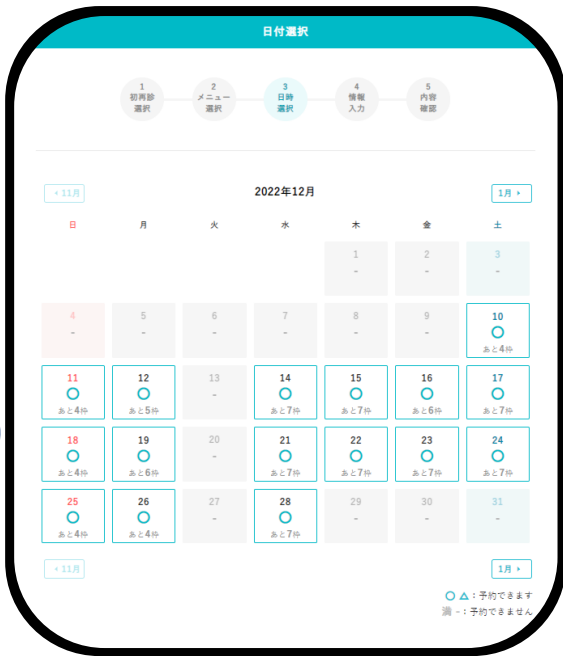 日付選択
1 2 3 4 5
初再診 メニュー 日時 情報 内容
選択 選択 選択 入力 確認
11月 2022年12月 1月
日 月 火 水 木 金 土
1 2 3
- - -
4 5 6 7 8 9 10
- - - - - - ○
あと4枠
11 12 13 14 15 16 17
○ ○ - ○ ○ ○ ○
あと4枠 あと5枠 あと7枠 あと7枠 あと6枠 あと7枠
18 19 20 21 22 23 24
○ ○ - ○ ○ ○ ○
あと4枠 あと6枠 あと7枠 あと7枠 あと7枠 あと7枠
25 26 27 28 29 30 31
○ ○ - ○ - - -
あと4枠 あと4枠 あと7枠
11月 1月
○ △：予約できます
満 -：予約できません